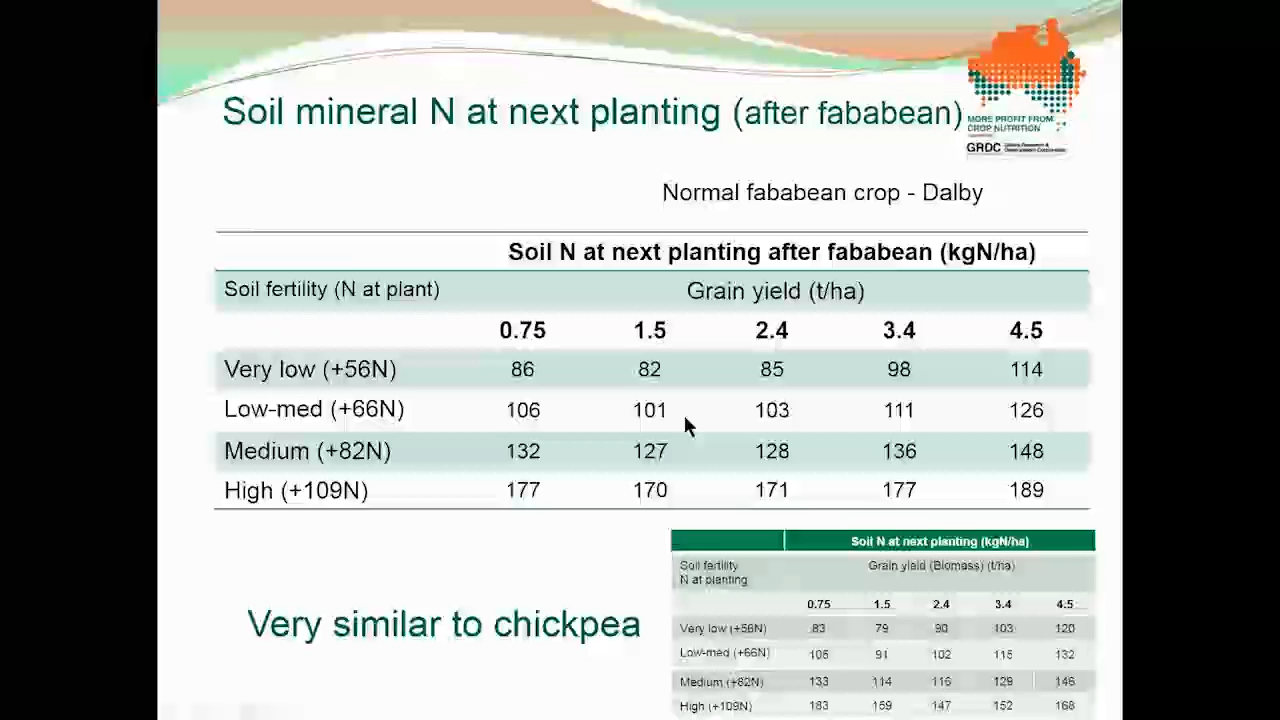 Soil mineral N at next planting (after fababean)
MORE PROFIT FROM
CROP NUTRITION
GRDC
Normal fababean crop - Dalby
Soil N at next planting after fababean (kgN/ha)
Soil fertility (N at plant) Grain yield (t/ha)
0.75 1.5 2.4 3.4 4.5
Very low (+56N) 86 82 85 98 114
Low-med (+66N) 106 101 103 111 126
Medium (+82N) 132 127 128 136 148
High (+109N) 177 170 171 177 189
Very similar to chickpea
Soil N at next planting (kgN/ha)
Soil fertility Grain yield (Biomass) (t/ha)
N at planting
0.75 1.5 2.4 3.4 4.5
Very low (+56N) 83 79 90 103 120
Low-med (+66N) 106 91 102 115 132
Medium (+82N) 133 114 116 129 146
High (+109N) 183 159 147 152 168